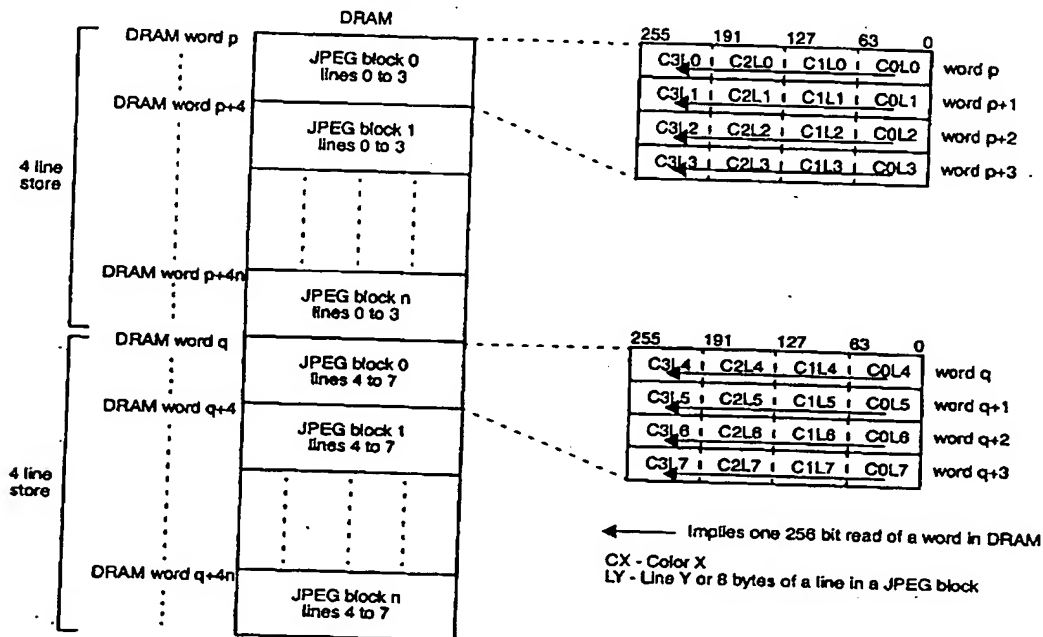 DRAM
DRAM word p
JPEG block 0
lines 0 to 3
DRAM word p+4
JPEG block 1
lines 0 to 3
4 line
store
DRAM word p+4n
JPEG block n
lines 0 to 3
DRAM word q
JPEG block 0
lines 4 to 7
DRAM word q+4
JPEG block 1
lines 4 to 7
4 line
store
DRAM word q+4n
JPEG block n
lines 4 to 7
255 191 127 63 0
C3L0 C2L0 C1L0 C0L0 word p
C3L1 C2L1 C1L1 C0L1 word p+1
C3L2 C2L2 C1L2 C0L2 word p+2
C3L3 C2L3 C1L3 C0L3 word p+3
255 191 127 63 0
C3L4 C2L4 C1L4 C0L4 word q
C3L5 C2L5 C1L5 C0L5 word q+1
C3L6 C2L6 C1L6 C0L6 word q+2
C3L7 C2L7 C1L7 C0L7 word q+3
Implies one 256 bit read of a word in DRAM
CX - Color X
LY - Line Y or 8 bytes of a line in a JPEG block